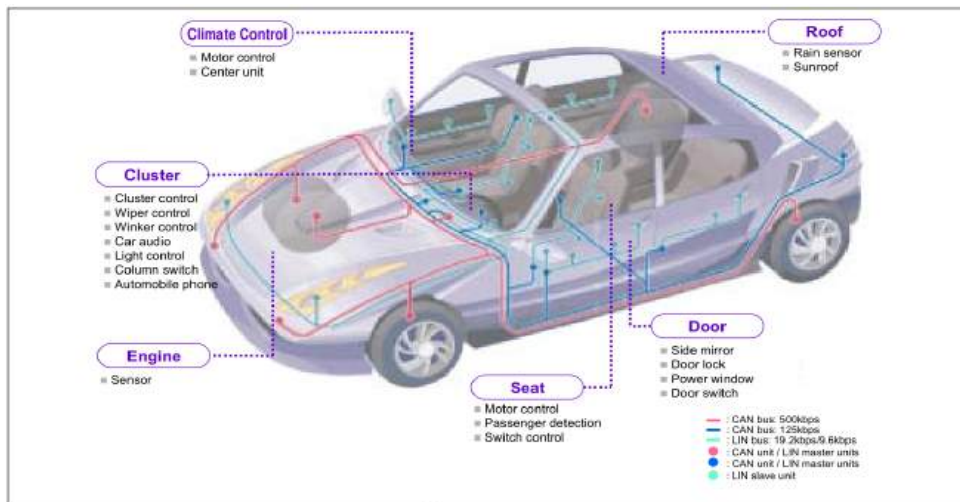 Climate Control
Motor control
Center unit
Roof
Rain sensor
Sunroof
Cluster
Cluster control
Wiper control
Winker control
Car audio
Light control
Column switch
Automobile phone
Engine
Sensor
Seat
Motor control
Passenger detection
Switch control
Door
Side mirror
Door lock
Power window
Door switch
: CAN bus: 500kbps
: CAN bus: 125kbps
: LIN bus: 19.2kbps/9.6kbps
: CAN unit / LIN master units
: CAN unit / LIN master units
: LIN slave unit